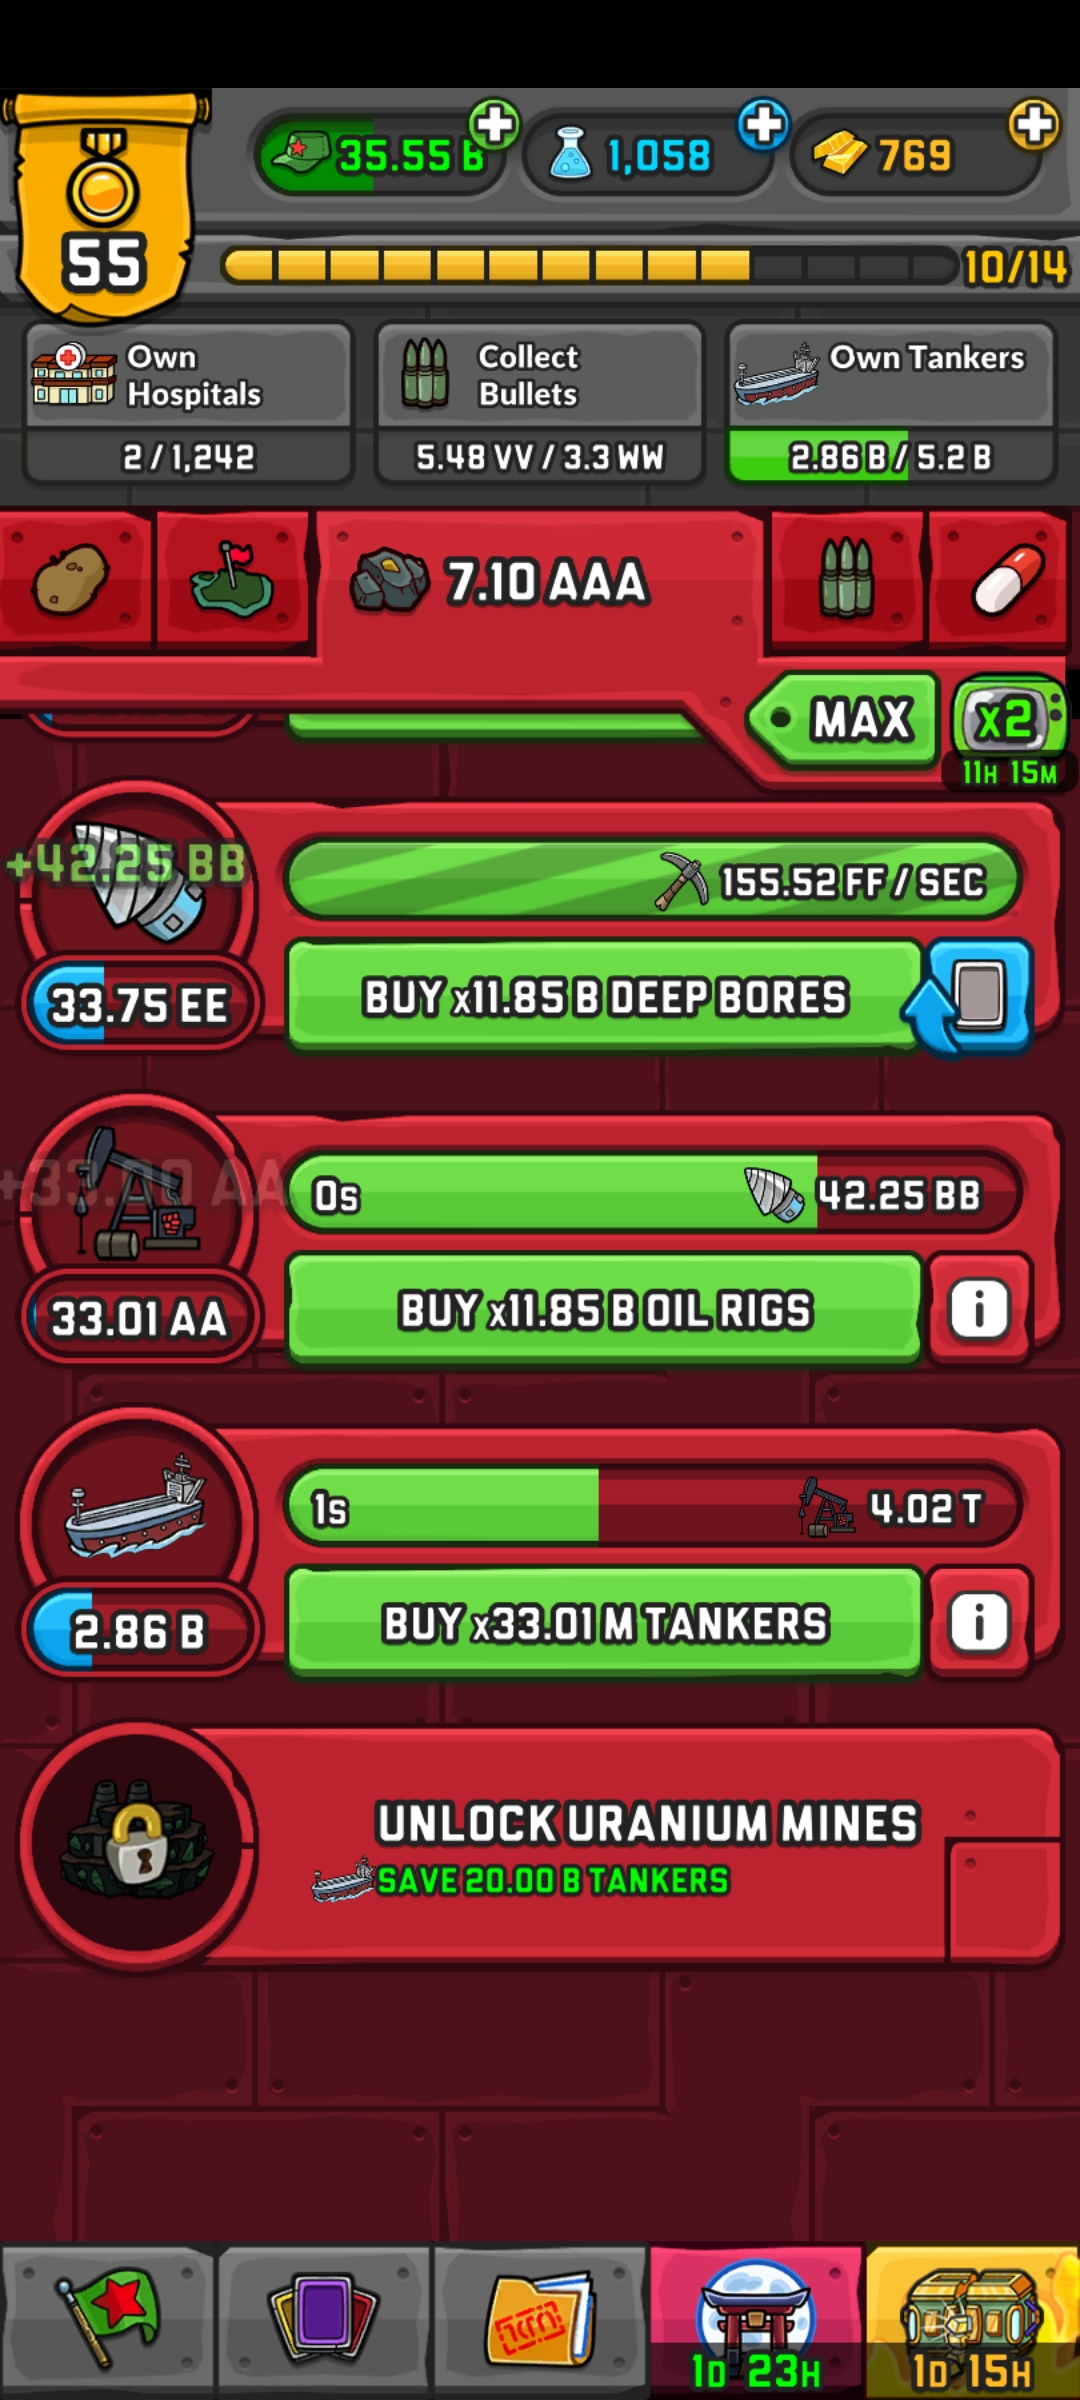 35.55 B
1,058
769
55
10/14
Own
Hospitals
2 / 1,242
Collect
Bullets
5.48 VV / 3.3 WW
Own Tankers
2.86 B / 5.2 B
7.10 AAA
MAX
x2
11H 15M
+42.25 BB
155.52 FF / SEC
33.75 EE
BUY x11.85 B DEEP BORES
+33.00 AA
0s
42.25 BB
33.01 AA
BUY x11.85 B OIL RIGS
i
1s
4.02 T
2.86 B
BUY x33.01 M TANKERS
i
UNLOCK URANIUM MINES
SAVE 20.00 B TANKERS
1D 23H
1D 15H